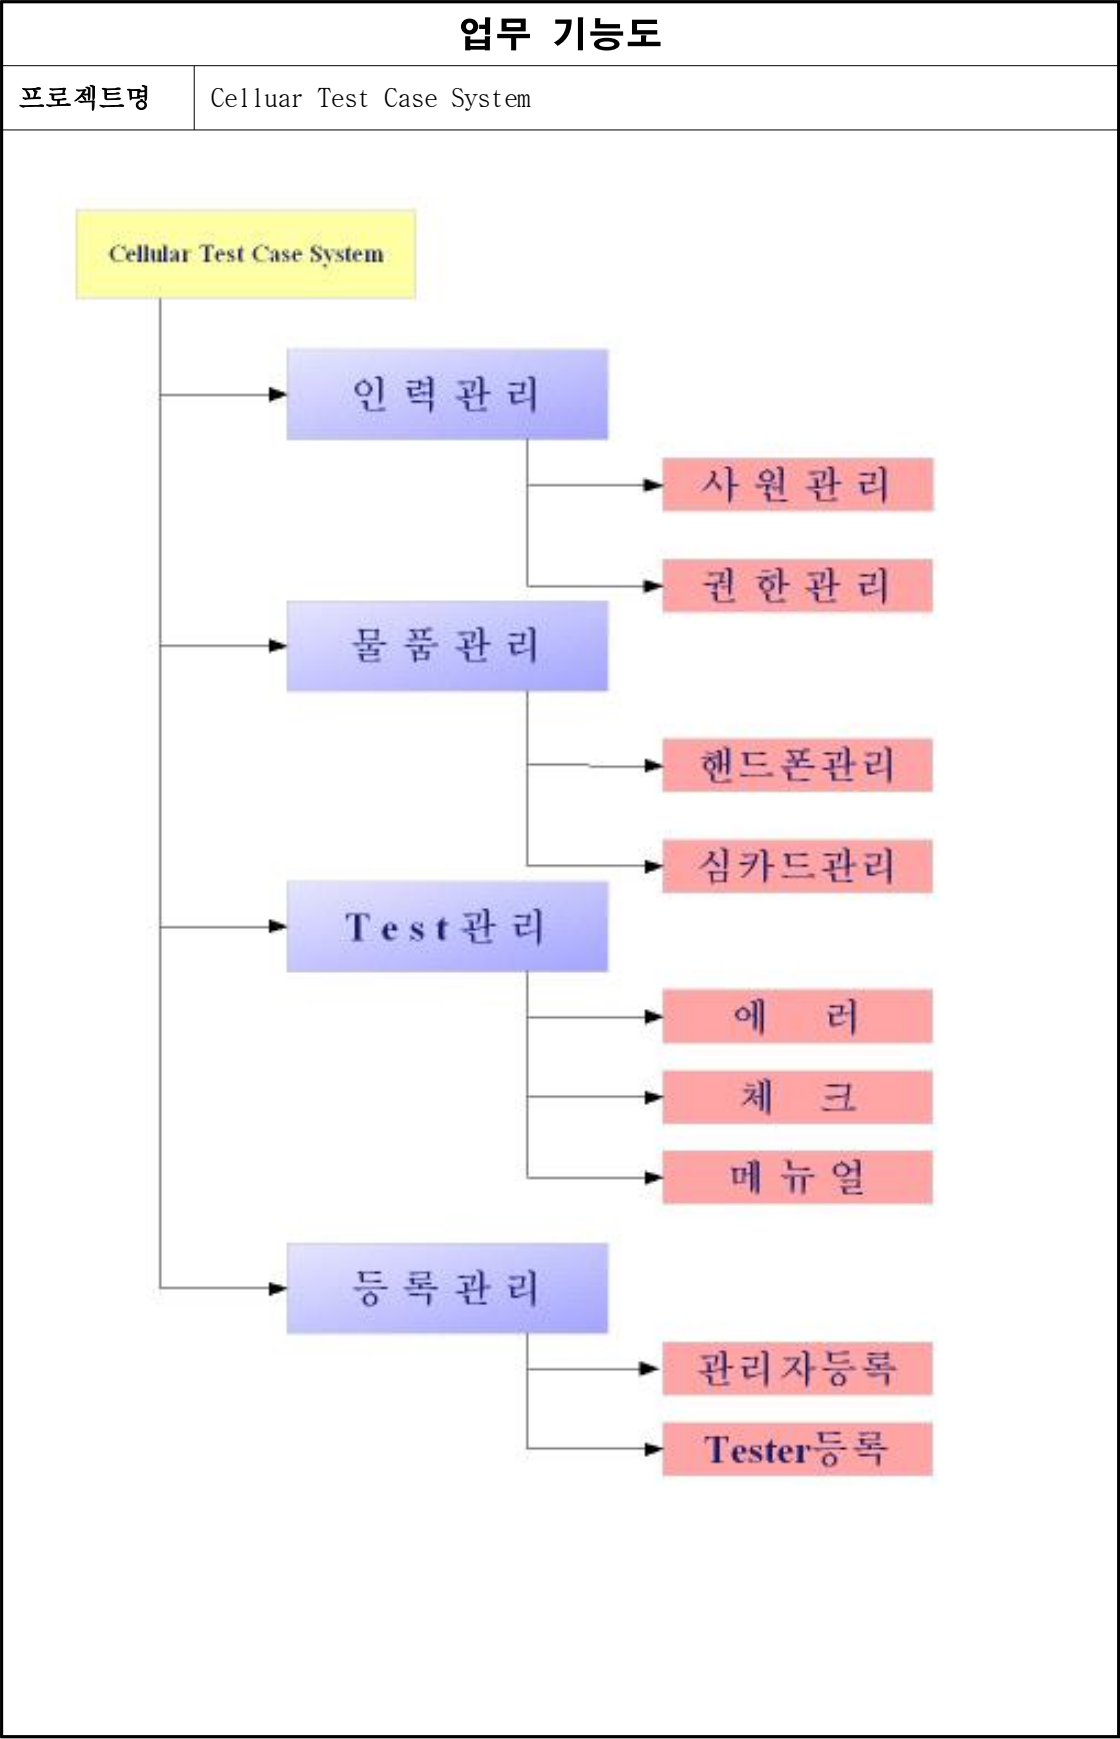 업무 기능도
프로젝트명 Celluar Test Case System
Cellular Test Case System
인력관리
사원관리
권한관리
물품관리
핸드폰관리
심카드관리
Test관리
에 러
체 크
메뉴얼
등록관리
관리자등록
Tester등록